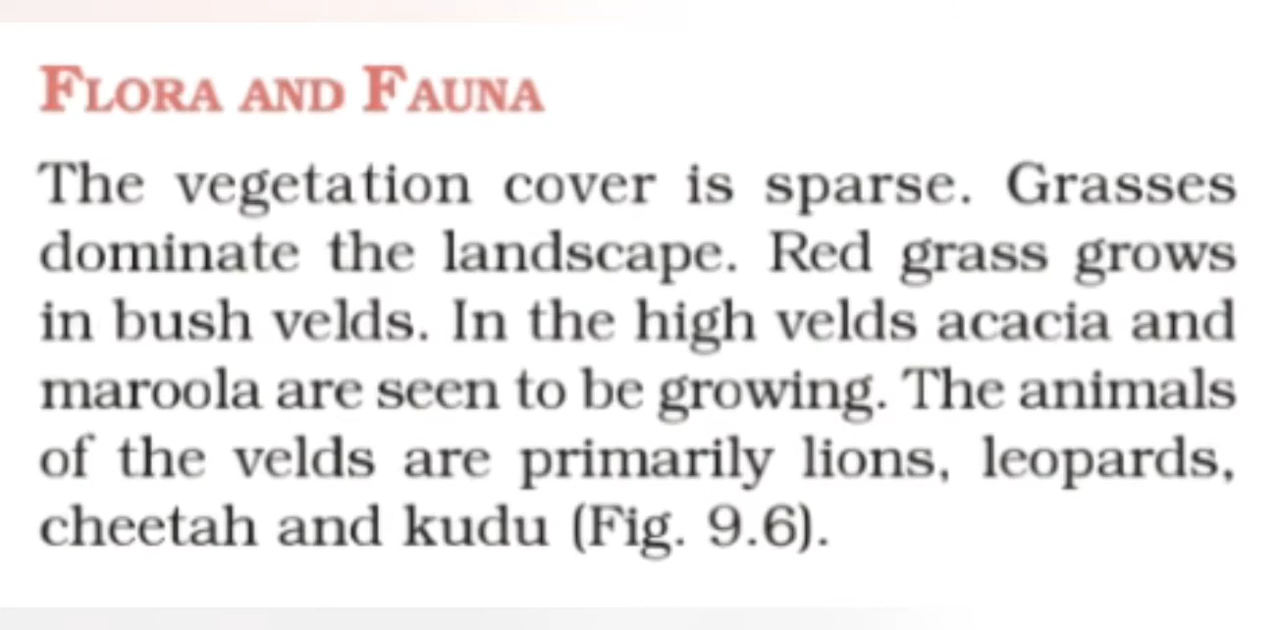 FLORA AND FAUNA
The vegetation cover is sparse. Grasses
dominate the landscape. Red grass grows
in bush velds. In the high velds acacia and
maroola are seen to be growing. The animals
of the velds are primarily lions, leopards,
cheetah and kudu (Fig. 9.6).